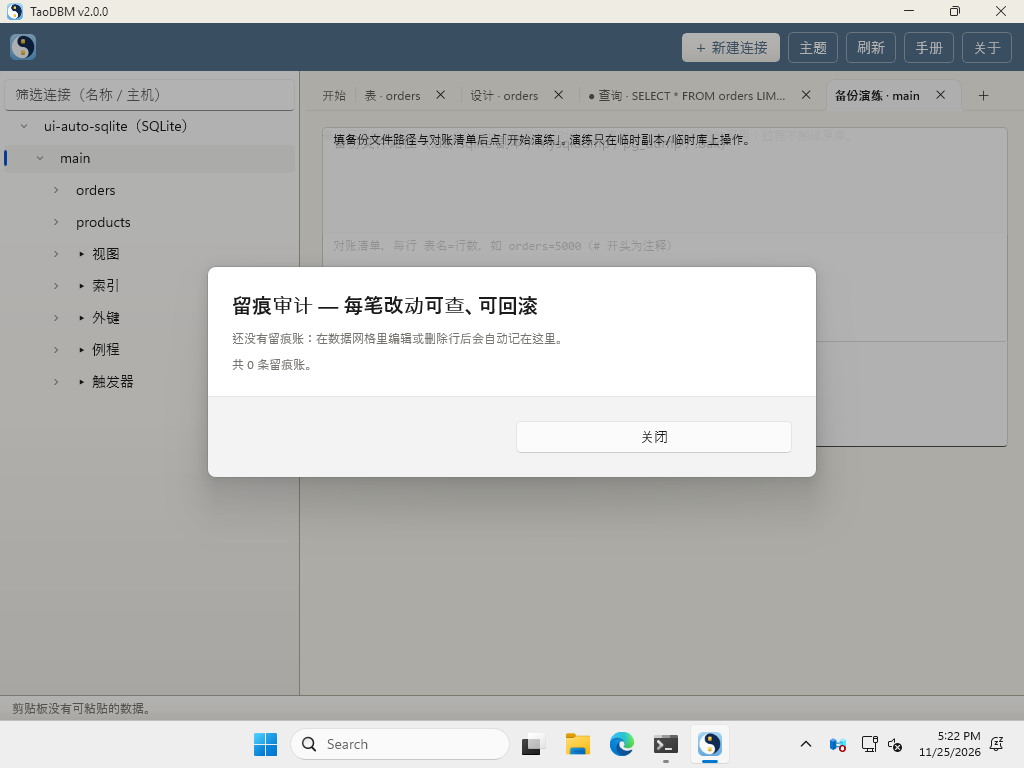 TaoDBM v2.0.0
+ 新建连接
主题
刷新
手册
关于
筛选连接（名称 / 主机）
ui-auto-sqlite（SQLite）
main
orders
products
视图
索引
外键
例程
触发器
开始
表 · orders
设计 · orders
● 查询 · SELECT * FROM orders LIM...
备份演练 · main
填备份文件路径与对账清单后点「开始演练」。演练只在临时副本/临时库上操作。
对账清单，每行 表名=行数，如 orders=5000（# 开头为注释）
留痕审计 — 每笔改动可查、可回滚
还没有留痕账：在数据网格里编辑或删除行后会自动记在这里。
共 0 条留痕账。
关闭
剪贴板没有可粘贴的数据。
Search
5:22 PM
11/25/2026